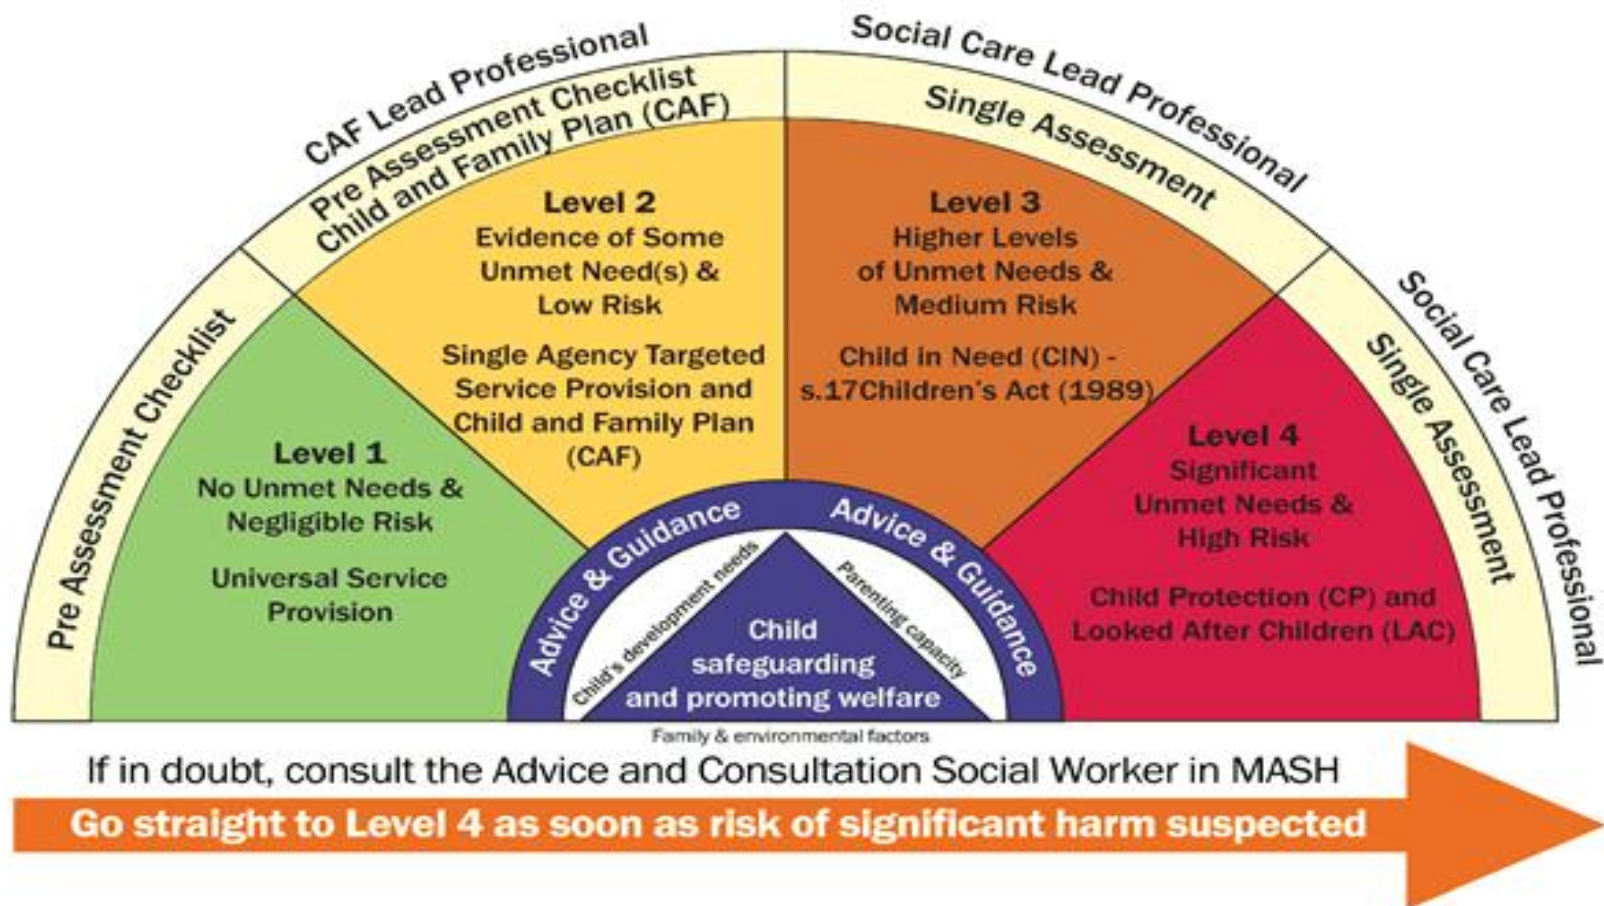 CAF Lead Professional
Social Care Lead Professional
Social Care Lead Professional
Pre Assessment Checklist
Pre Assessment Checklist
Child and Family Plan (CAF)
Single Assessment
Single Assessment
Level 1
No Unmet Needs &
Negligible Risk
Universal Service
Provision
Level 2
Evidence of Some
Unmet Need(s) &
Low Risk
Single Agency Targeted
Service Provision and
Child and Family Plan
(CAF)
Level 3
Higher Levels
of Unmet Needs &
Medium Risk
Child in Need (CIN) -
s.17Children's Act (1989)
Level 4
Significant
Unmet Needs &
High Risk
Child Protection (CP) and
Looked After Children (LAC)
Advice & Guidance
Advice & Guidance
Child's development needs
Parenting capacity
Child
safeguarding
and promoting welfare
Family & environmental factors
If in doubt, consult the Advice and Consultation Social Worker in MASH
Go straight to Level 4 as soon as risk of significant harm suspected